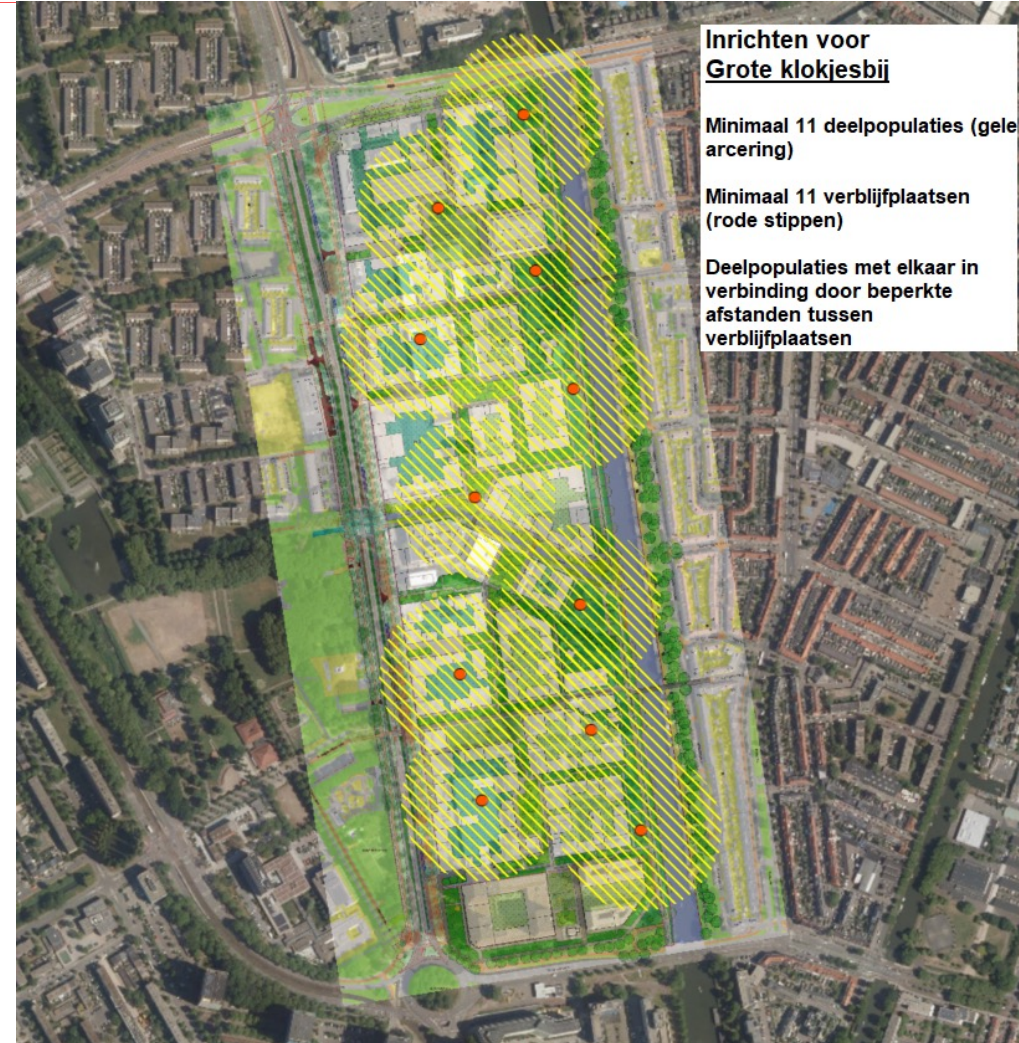 Inrichten voor
Grote klokjesbij
Minimaal 11 deelpopulaties (gele
arcering)
Minimaal 11 verblijfplaatsen
(rode stippen)
Deelpopulaties met elkaar in
verbinding door beperkte
afstanden tussen
verblijfplaatsen